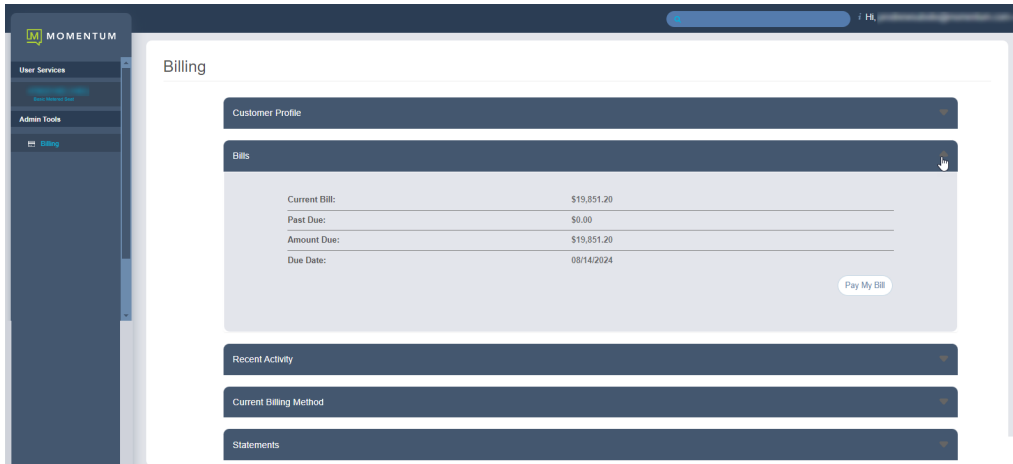 Hi,
MOMENTUM
User Services
Admin Tools
Billing
Billing
Customer Profile
Bills
Current Bill: $19,851.20
Past Due: $0.00
Amount Due: $19,851.20
Due Date: 08/14/2024
Pay My Bill
Recent Activity
Current Billing Method
Statements